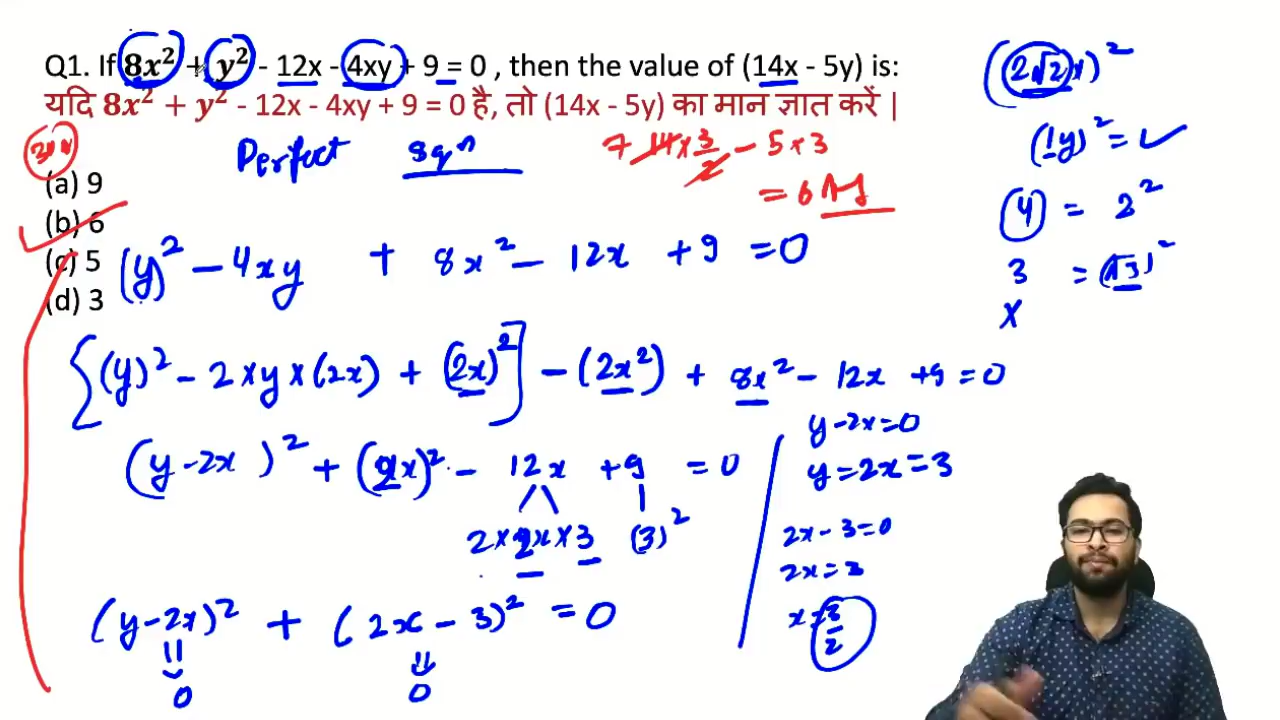 Q1. If 8x² + y² - 12x - 4xy + 9 = 0 , then the value of (14x - 5y) is:
यदि 8x² + y² - 12x - 4xy + 9 = 0 है, तो (14x - 5y) का मान ज्ञात करें |
(2√2x)²
(1y)² = ✓
4 = 2²
3 = (√3)²
X
Perfect sqⁿ
7 14 × 3/2 - 5 × 3
= 6 Ans
(a) 9
(b) 6
(c) 5
(d) 3
(y)² - 4xy + 8x² - 12x + 9 = 0
[(y)² - 2 × y × (2x) + (2x)²] - (2x²) + 8x² - 12x + 9 = 0
(y - 2x)² + (2x)² - 12x + 9 = 0
2 × 2x × 3 (3)²
(y - 2x)² + (2x - 3)² = 0
0 0
y - 2x = 0
y = 2x = 3
2x - 3 = 0
2x = 3
x = 3/2